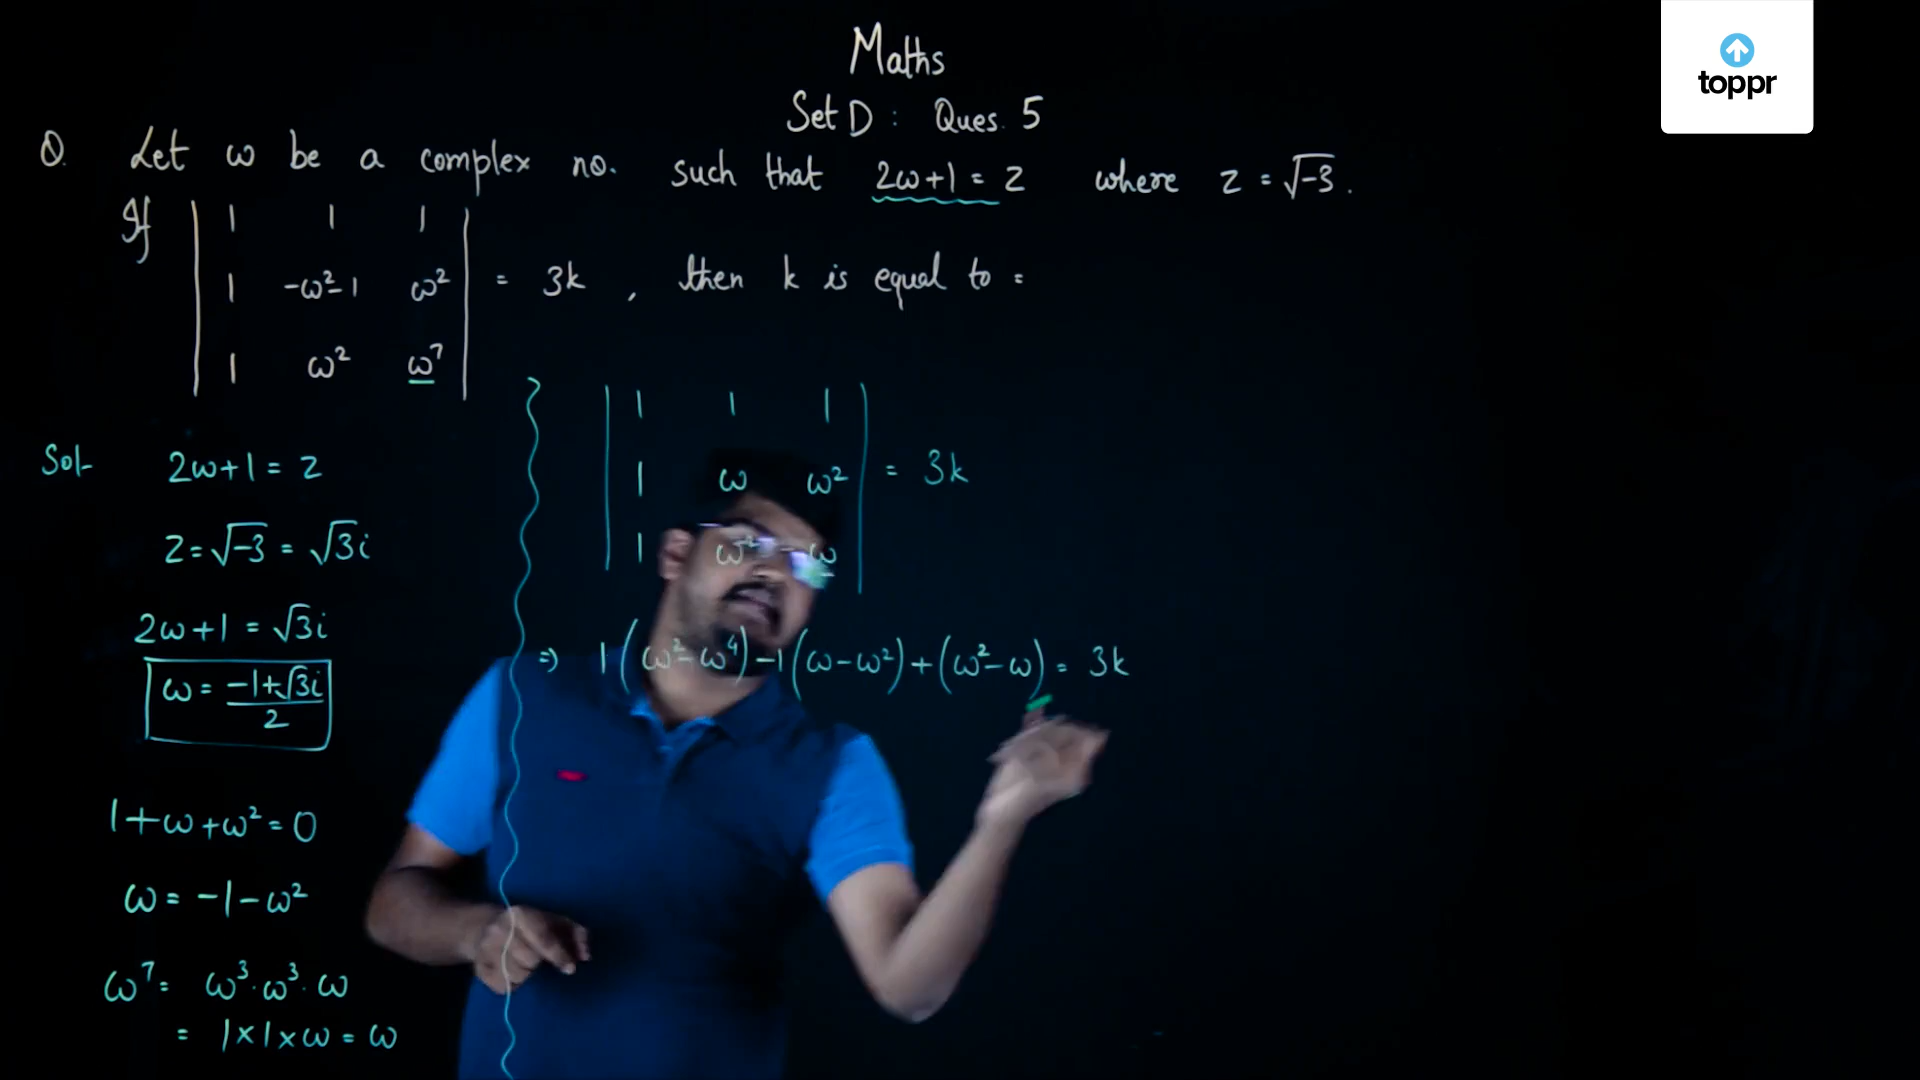 Maths
Set D : Ques. 5
toppr
Q. Let ω be a complex no. such that 2ω+1 = z where z = √-3.
If | 1 1 1 |
| 1 -ω²-1 ω² | = 3k , then k is equal to =
| 1 ω² ω⁷ |
Sol-
2ω+1 = z
z = √-3 = √3i
2ω+1 = √3i
ω = (-1+√3i)/2
1+ω+ω² = 0
ω = -1-ω²
ω⁷ = ω³·ω³·ω
= 1×1×ω = ω
| 1 1 1 |
| 1 ω ω² | = 3k
| 1 ω² ω |
⇒ 1(ω²-ω⁴) -1(ω-ω²) + (ω²-ω) = 3k